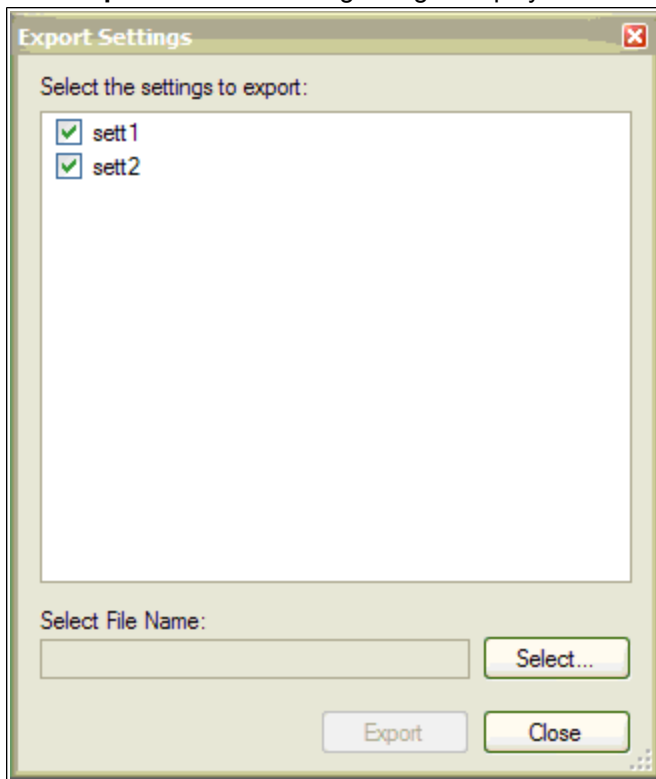 Export Settings
Select the settings to export:
sett1
sett2
Select File Name:
Select...
Export
Close